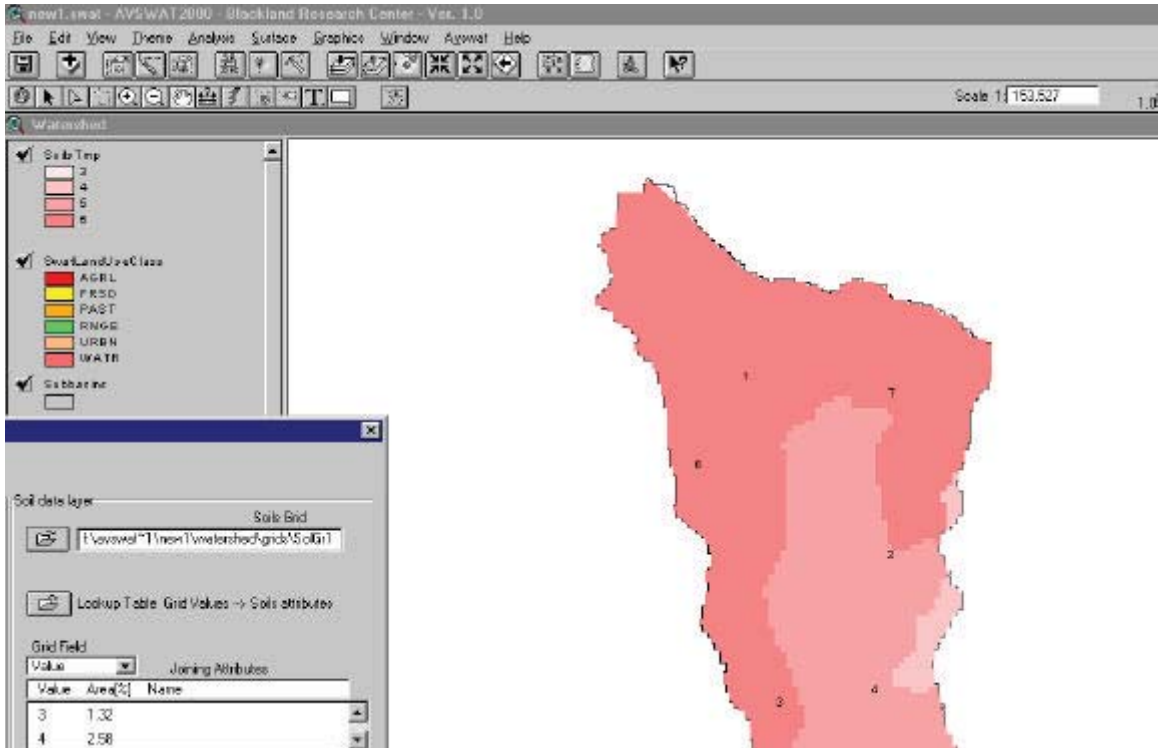 new1.swat - AVSWAT2000 - Blackland Research Center - Ver. 1.0
File Edit View Theme Analysis Surface Graphics Window Avswat Help
T
Scale 1: 153,527
Watershed
3
4
5
6
SwatLandUseClass
AGRL
FRSD
PAST
RNGE
URBN
WATR
Subbasins
1
7
6
2
4
3
Soil data layer
Soils Grid
Lookup Table Grid Values -> Soils attributes
Grid Field
Value
Joining Attributes
Value Area[%] Name
3 1.32
4 2.58